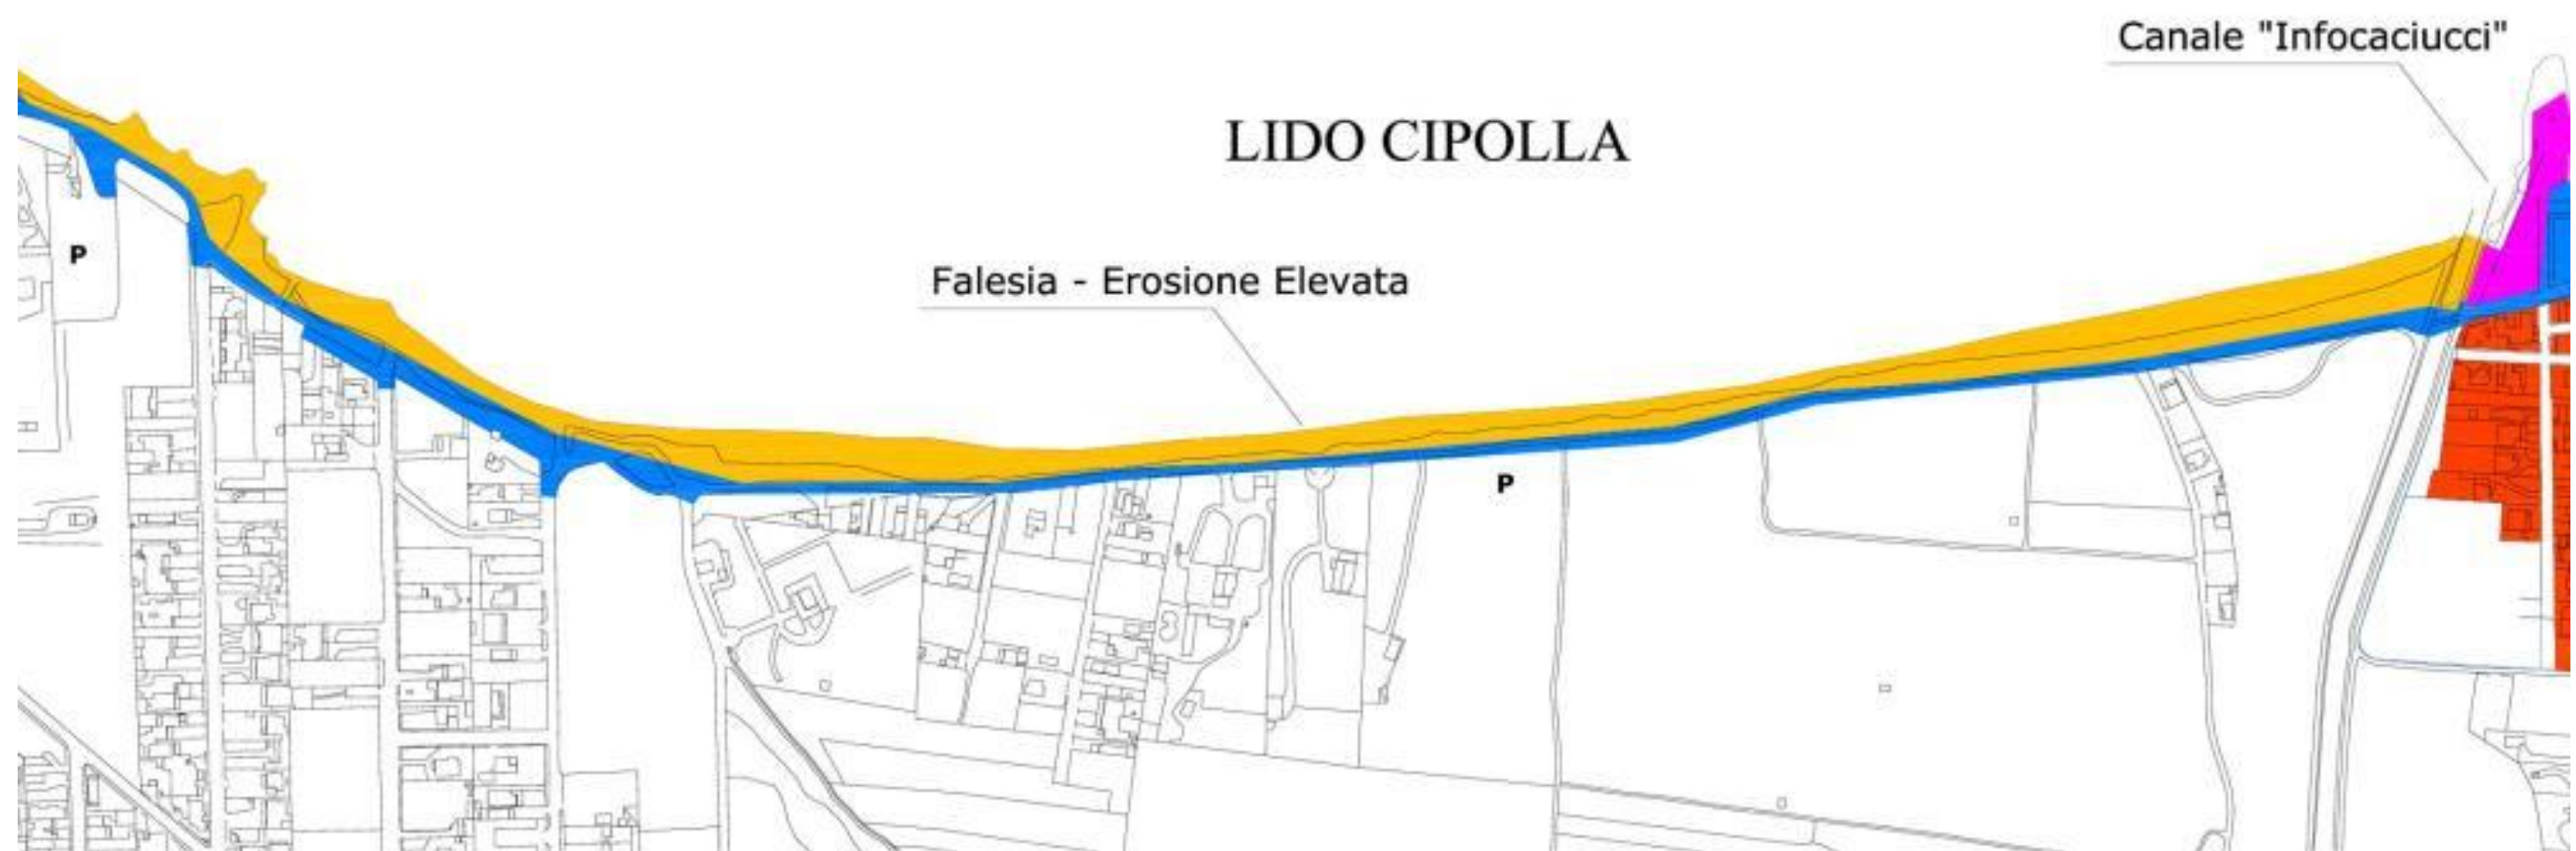 Canale "Infocaciucci"
LIDO CIPOLLA
P
Falesia - Erosione Elevata
P